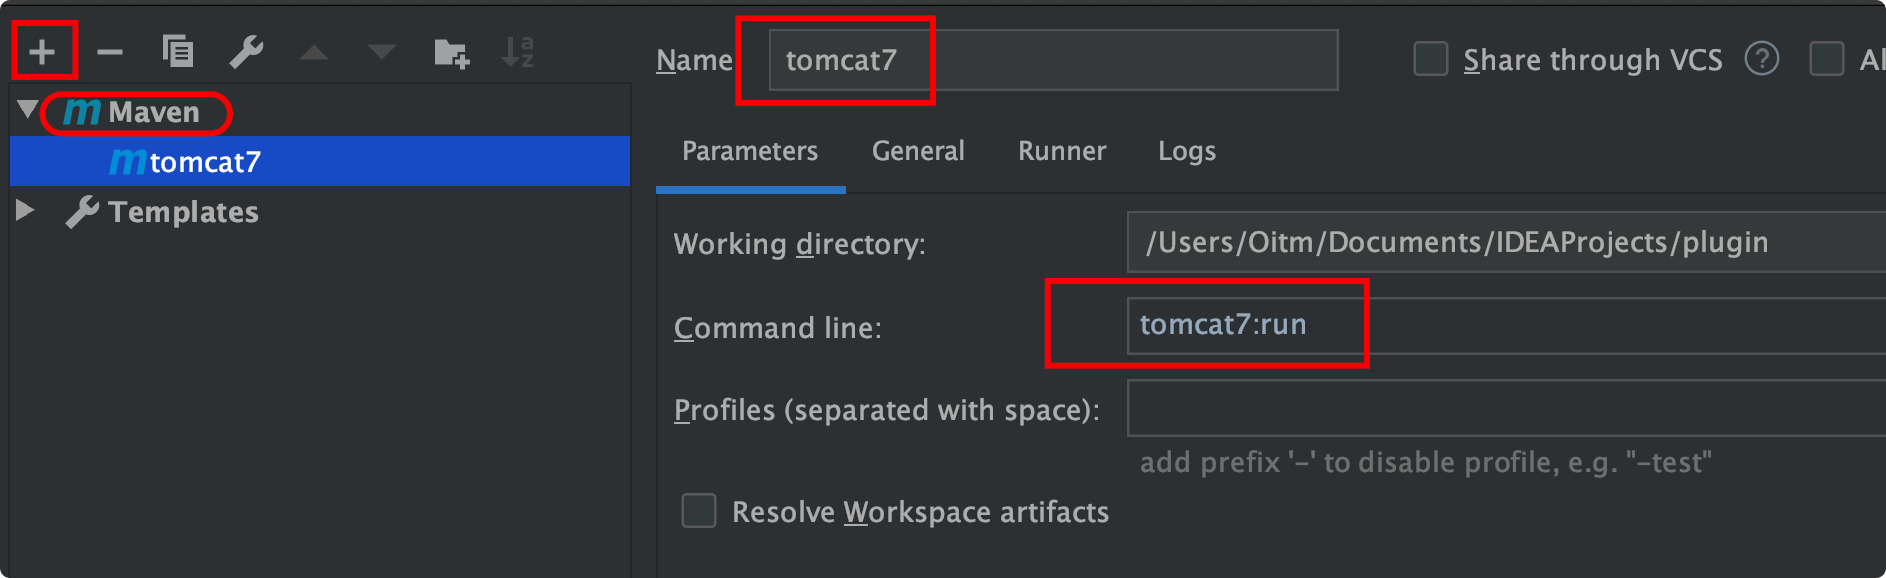 Maven
tomcat7
Templates
Name tomcat7 Share through VCS ?
Parameters General Runner Logs
Working directory: /Users/Oitm/Documents/IDEAProjects/plugin
Command line: tomcat7:run
Profiles (separated with space):
add prefix '-' to disable profile, e.g. "-test"
Resolve Workspace artifacts